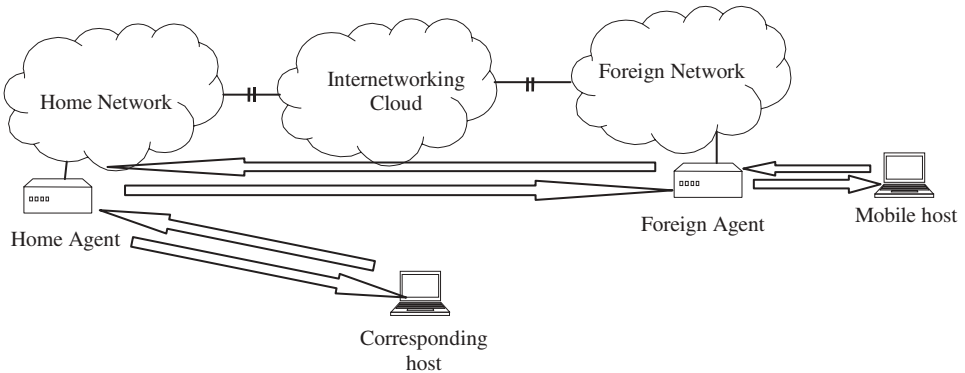 Home Network
Internetworking
Cloud
Foreign Network
Home Agent
Foreign Agent
Mobile host
Corresponding
host